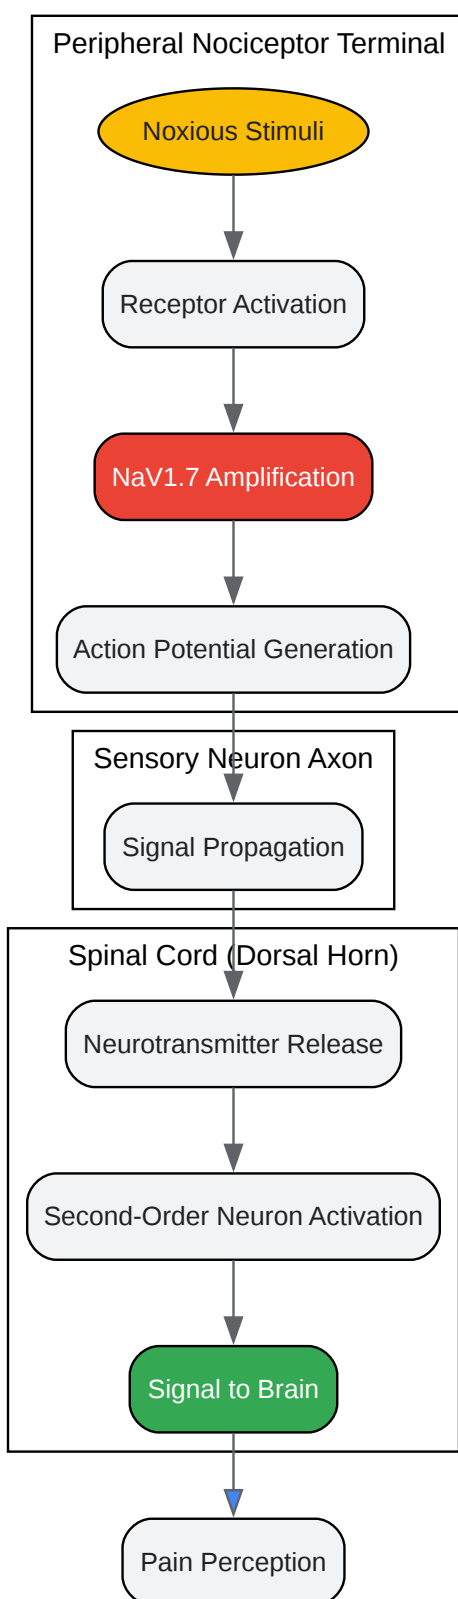 Peripheral Nociceptor Terminal
Noxious Stimuli
Receptor Activation
NaV1.7 Amplification
Action Potential Generation
Sensory Neuron Axon
Signal Propagation
Spinal Cord (Dorsal Horn)
Neurotransmitter Release
Second-Order Neuron Activation
Signal to Brain
Pain Perception